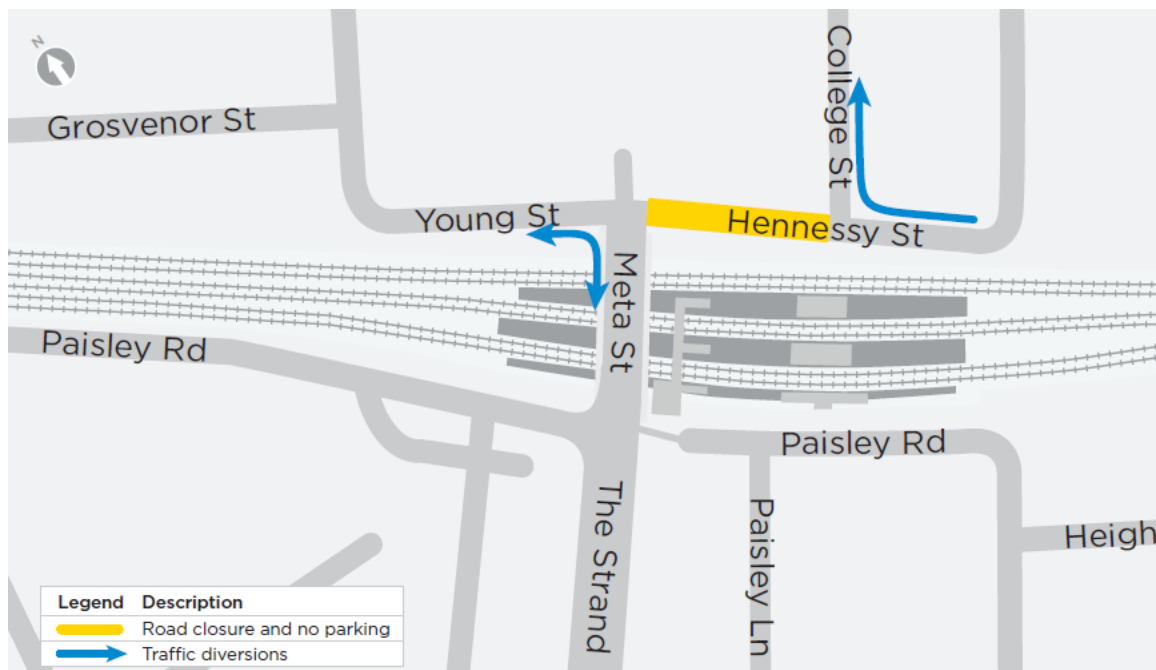 N
College St
Grosvenor St
Young St
Hennessy St
Meta St
Paisley Rd
Paisley Rd
The Strand
Paisley Ln
Heigh
Legend Description
Road closure and no parking
Traffic diversions